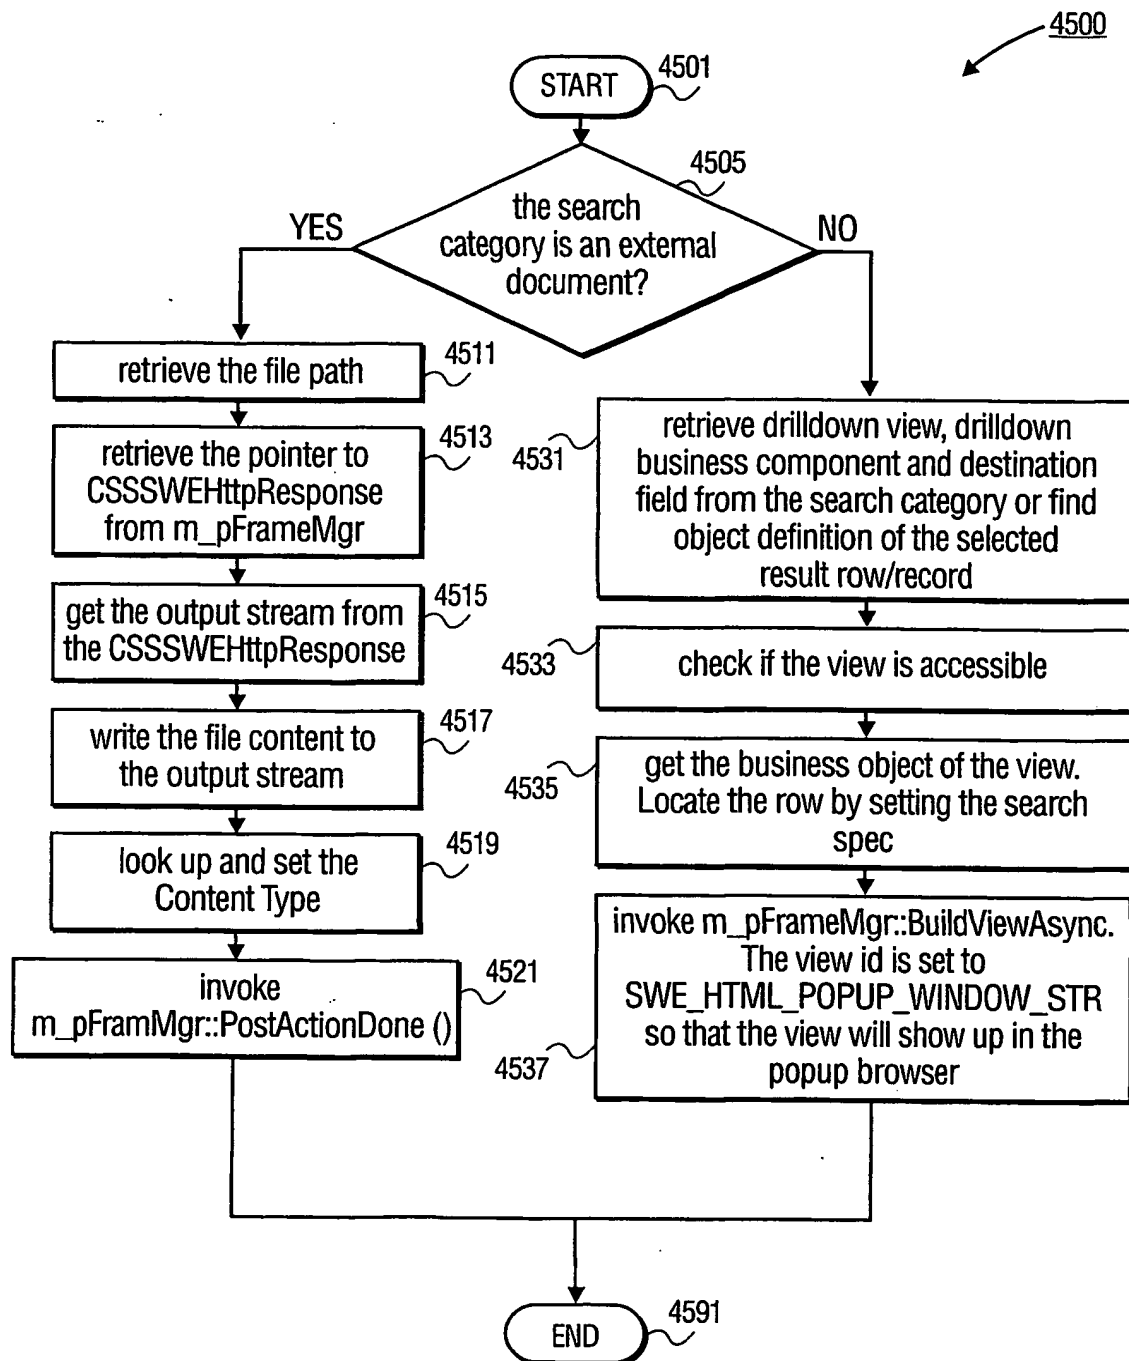 4500
START
4501
4505
the search
category is an external
document?
YES
NO
retrieve the file path
4511
retrieve the pointer to
CSSSWEHttpResponse
from m_pFrameMgr
4513
get the output stream from
the CSSSWEHttpResponse
4515
write the file content to
the output stream
4517
look up and set the
Content Type
4519
invoke
m_pFramMgr::PostActionDone ()
4521
4531
retrieve drilldown view, drilldown
business component and destination
field from the search category or find
object definition of the selected
result row/record
4533
check if the view is accessible
4535
get the business object of the view.
Locate the row by setting the search
spec
4537
invoke m_pFrameMgr::BuildViewAsync.
The view id is set to
SWE_HTML_POPUP_WINDOW_STR
so that the view will show up in the
popup browser
END
4591